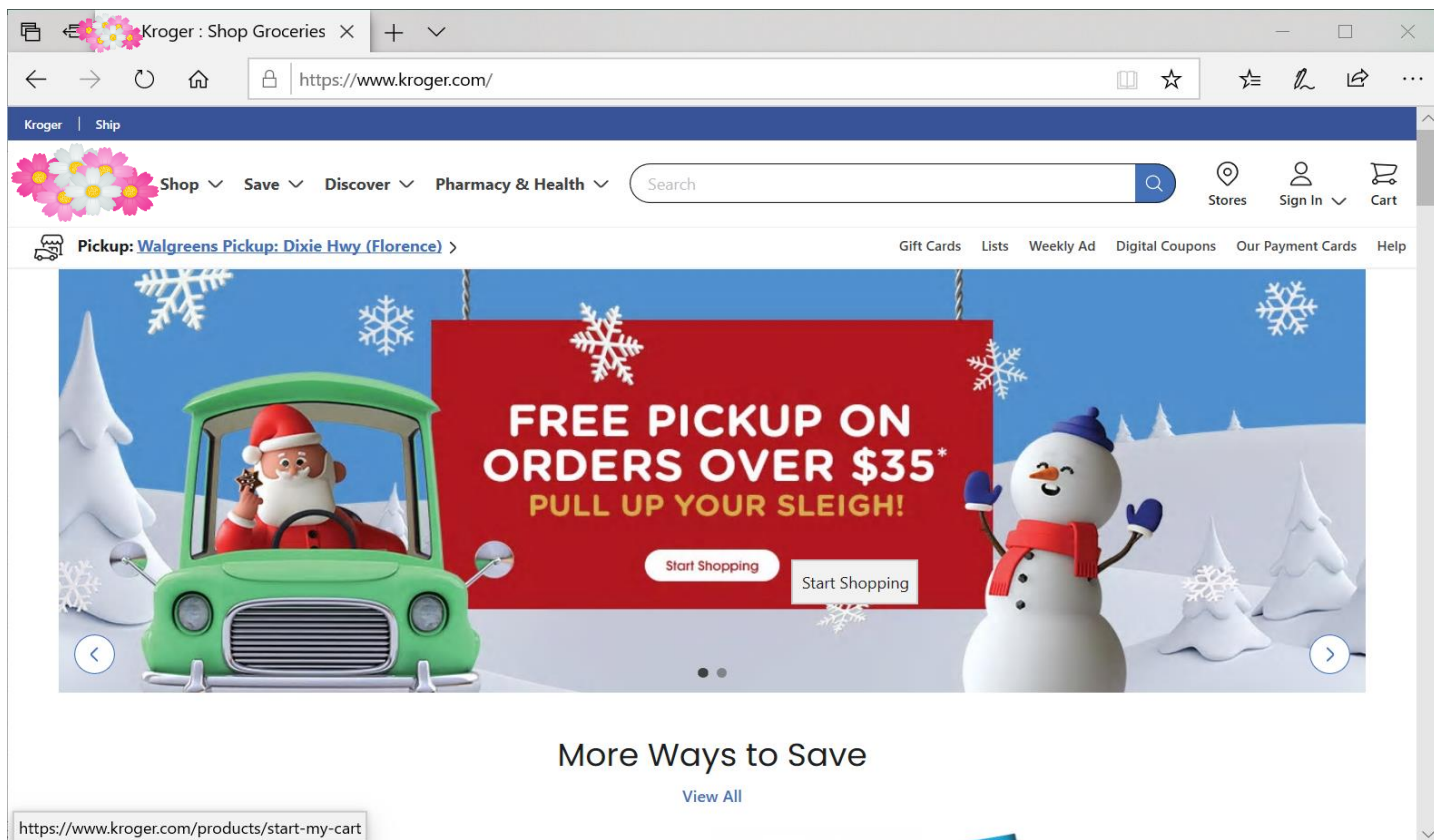 Kroger : Shop Groceries
https://www.kroger.com/
Kroger | Ship
Shop Save Discover Pharmacy & Health Search Stores Sign In Cart
Pickup: Walgreens Pickup: Dixie Hwy (Florence) > Gift Cards Lists Weekly Ad Digital Coupons Our Payment Cards Help
FREE PICKUP ON
ORDERS OVER $35*
PULL UP YOUR SLEIGH!
Start Shopping
Start Shopping
More Ways to Save
View All
https://www.kroger.com/products/start-my-cart